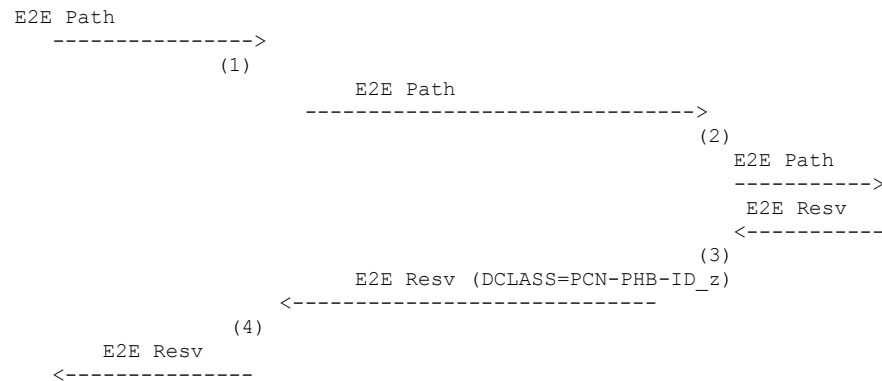 E2E Path
----------------->
(1)
E2E Path
------------------------------->
(2)
E2E Path
----------->
E2E Resv
<-----------
(3)
E2E Resv (DCLASS=PCN-PHB-ID_z)
<-----------------------------
(4)
E2E Resv
<---------------